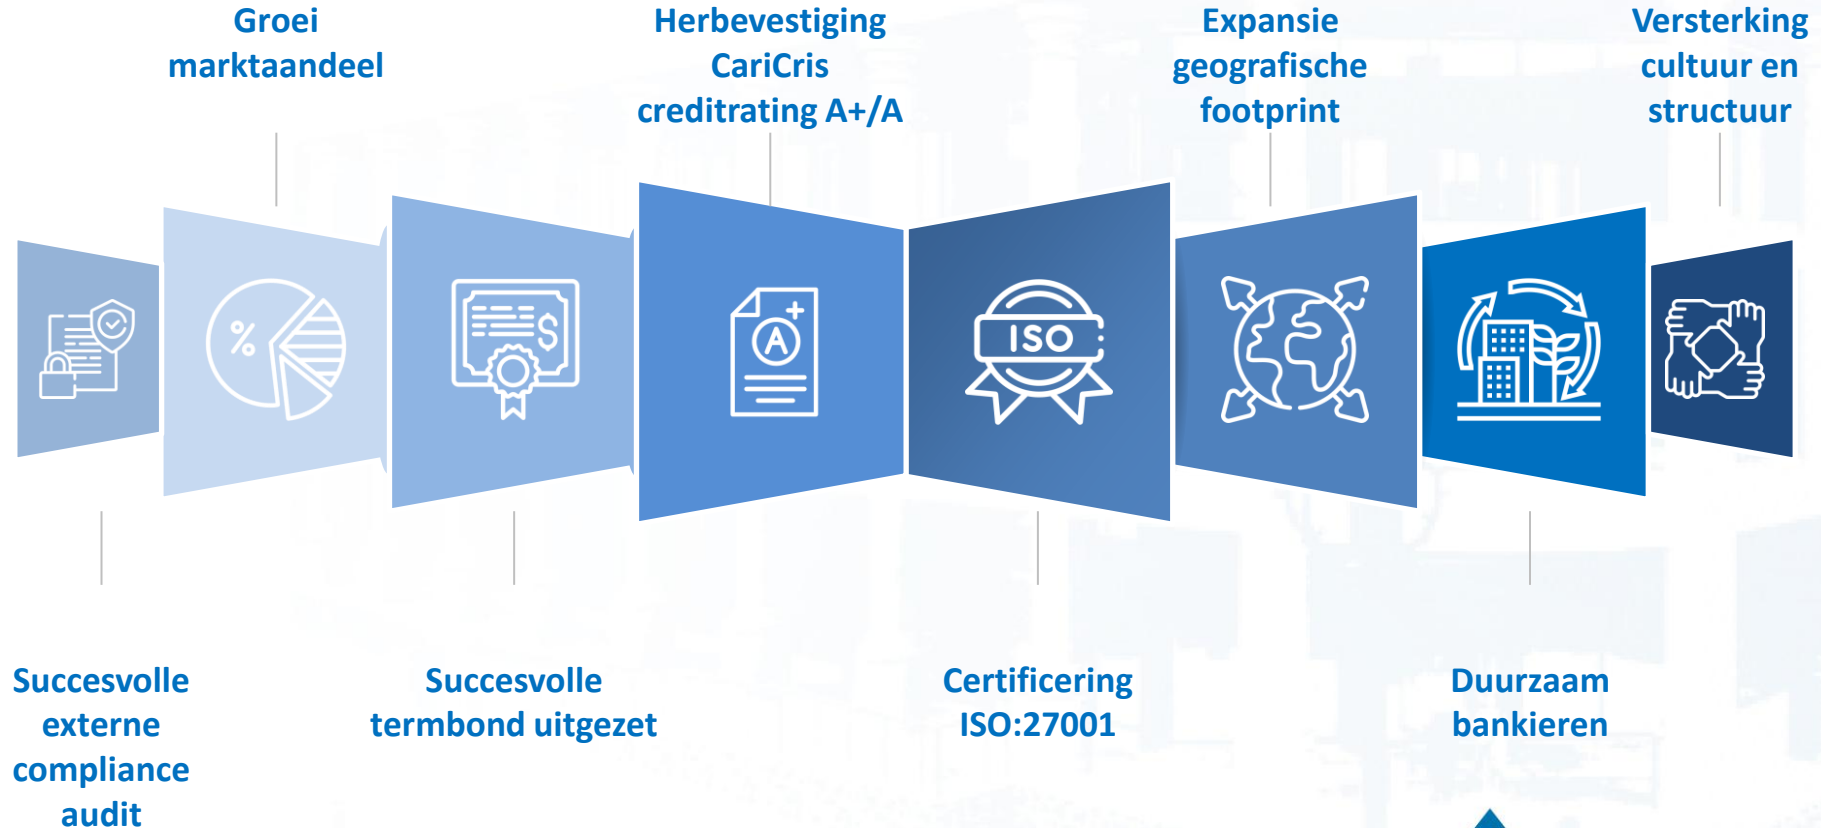 Groei
marktaandeel
Herbevestiging
CariCris
creditrating A+/A
Expansie
geografische
footprint
Versterking
cultuur en
structuur
%
$
A+
ISO
Succesvolle
externe
compliance
audit
Succesvolle
termbond uitgezet
Certificering
ISO:27001
Duurzaam
bankieren